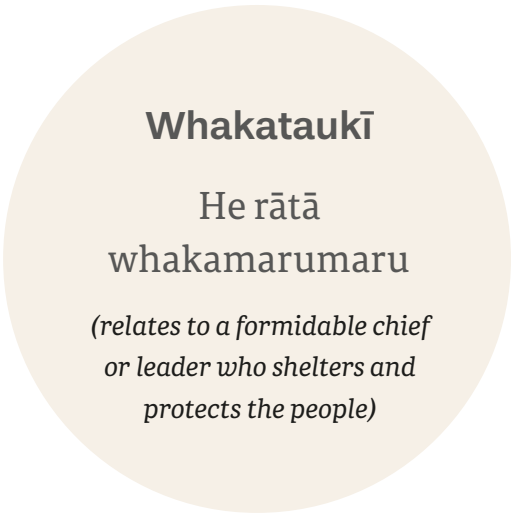 Whakataukī
He rātā
whakamarumaru
(relates to a formidable chief
or leader who shelters and
protects the people)